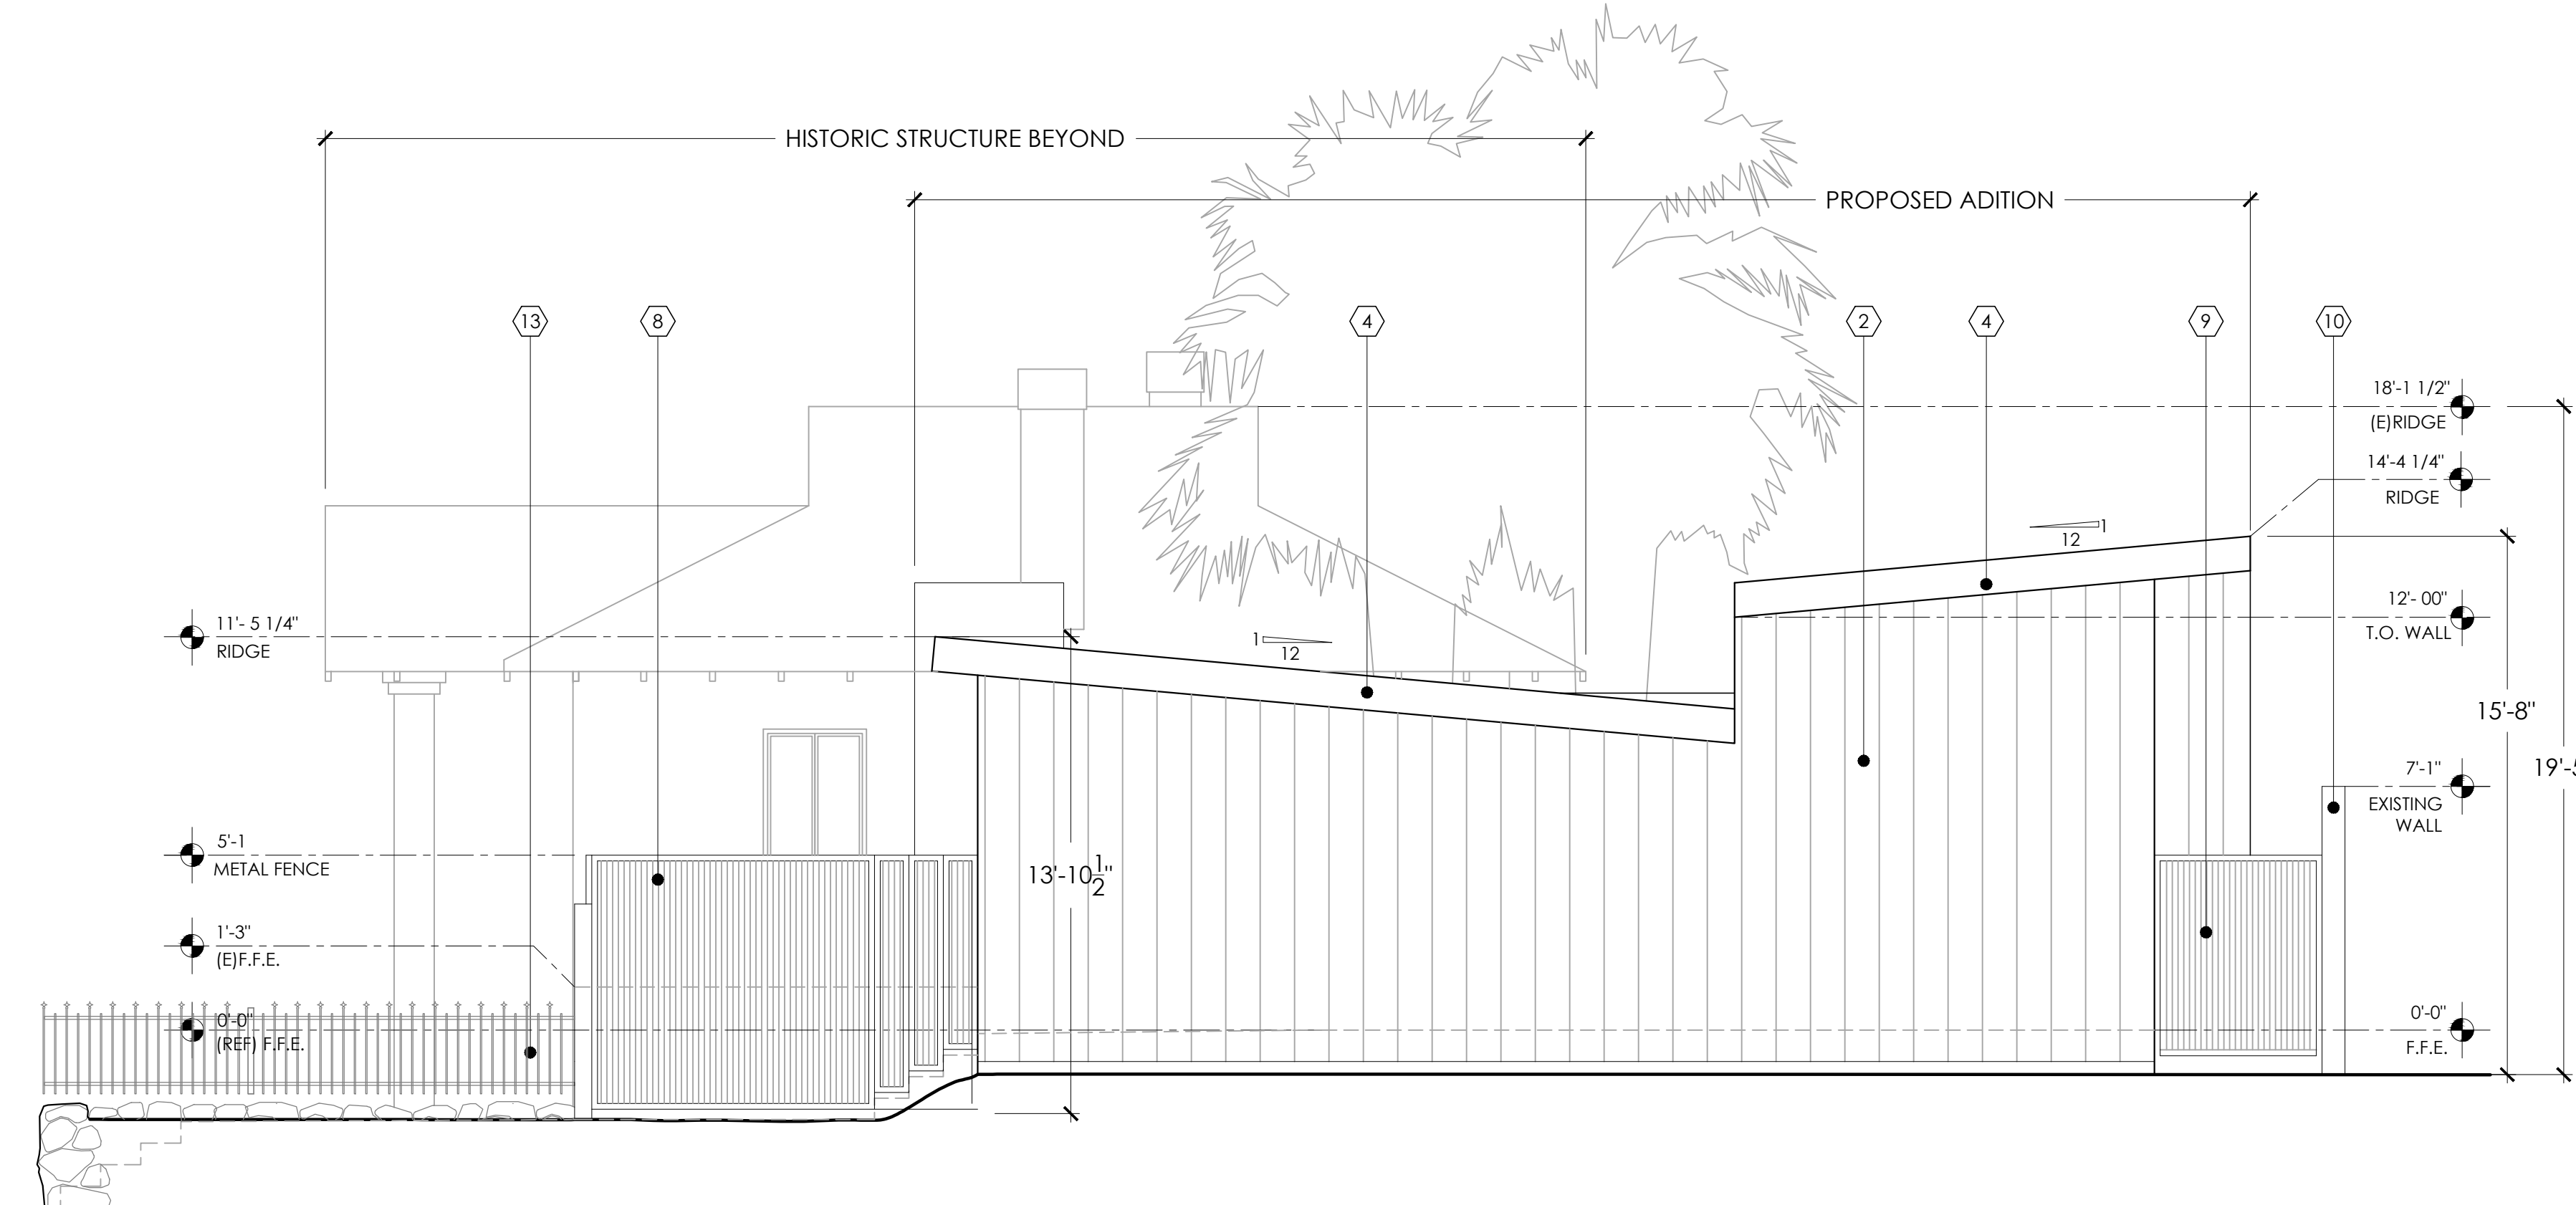 HISTORIC STRUCTURE BEYOND
PROPOSED ADITION
13
8
4
2
4
9
10
18'-1 1/2"
(E)RIDGE
14'-4 1/4"
RIDGE
1
12
12'- 00"
T.O. WALL
11'- 5 1/4"
RIDGE
1
12
15'-8"
7'-1"
EXISTING
WALL
5'-1
METAL FENCE
13'-10 1/2"
1'-3"
(E)F.F.E.
0'-0"
(REF) F.F.E.
0'-0"
F.F.E.